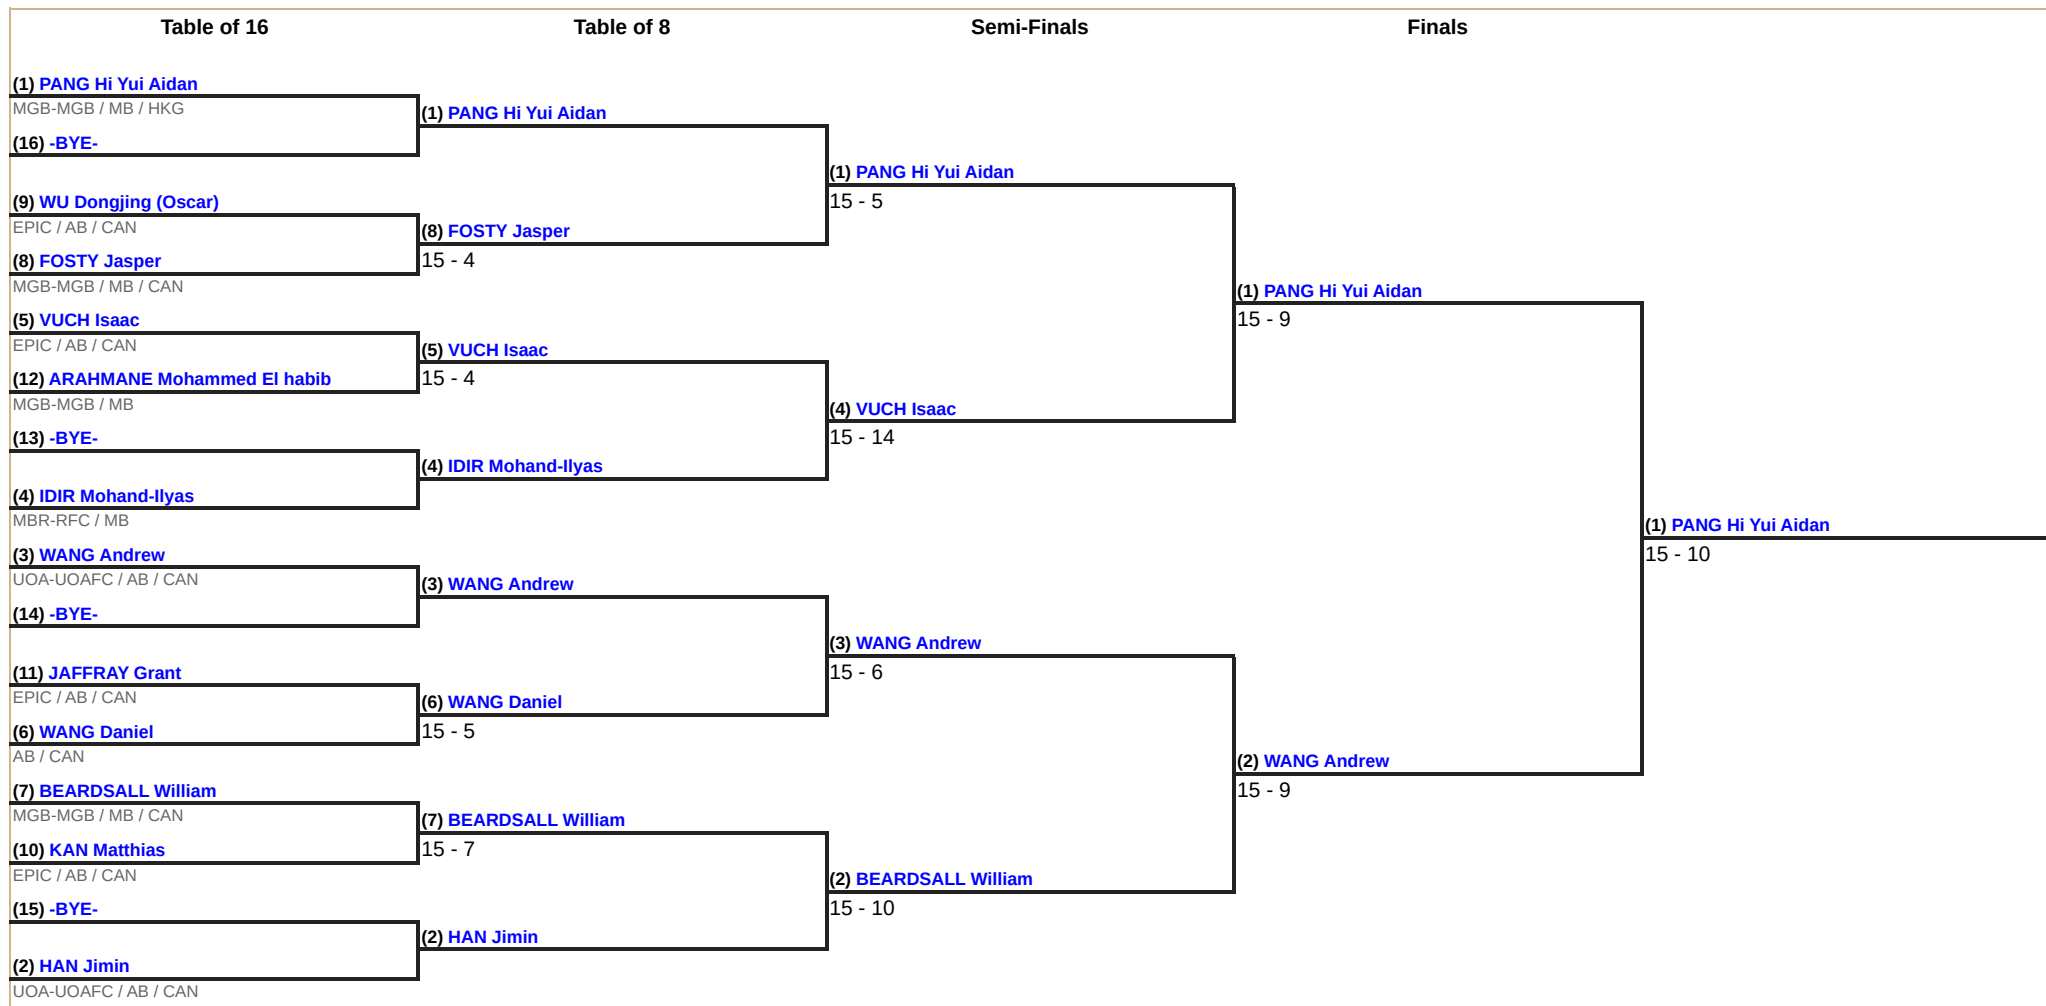 Table of 16
Table of 8
Semi-Finals
Finals
(1) PANG Hi Yui Aidan
MGB-MGB / MB / HKG
(16) -BYE-
(9) WU Dongjing (Oscar)
EPIC / AB / CAN
(8) FOSTY Jasper
MGB-MGB / MB / CAN
(5) VUCH Isaac
EPIC / AB / CAN
(12) ARAHMANE Mohammed El habib
MGB-MGB / MB
(13) -BYE-
(4) IDIR Mohand-Ilyas
MBR-RFC / MB
(3) WANG Andrew
UOA-UOAFC / AB / CAN
(14) -BYE-
(11) JAFFRAY Grant
EPIC / AB / CAN
(6) WANG Daniel
AB / CAN
(7) BEARDSALL William
MGB-MGB / MB / CAN
(10) KAN Matthias
EPIC / AB / CAN
(15) -BYE-
(2) HAN Jimin
UOA-UOAFC / AB / CAN
(1) PANG Hi Yui Aidan
(8) FOSTY Jasper
15 - 4
(5) VUCH Isaac
15 - 4
(4) IDIR Mohand-Ilyas
(3) WANG Andrew
(6) WANG Daniel
15 - 5
(7) BEARDSALL William
15 - 7
(2) HAN Jimin
(1) PANG Hi Yui Aidan
15 - 5
(4) VUCH Isaac
15 - 14
(3) WANG Andrew
15 - 6
(2) BEARDSALL William
15 - 10
(1) PANG Hi Yui Aidan
15 - 9
(2) WANG Andrew
15 - 9
(1) PANG Hi Yui Aidan
15 - 10